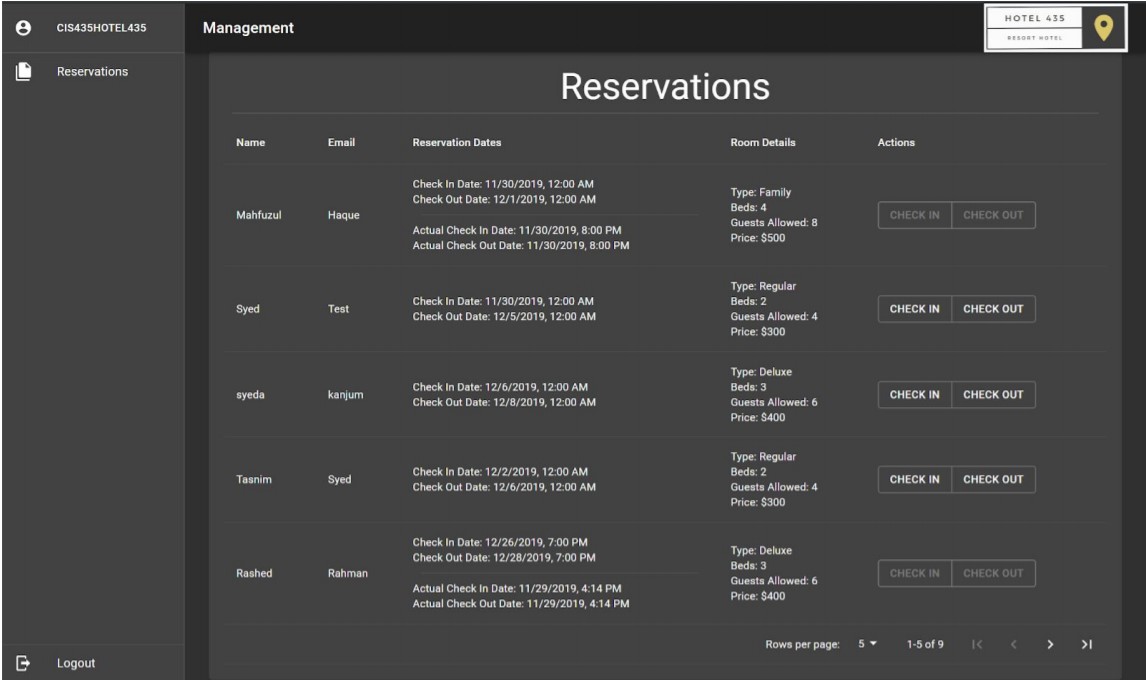 CIS435HOTEL435
Management
HOTEL 435
RESORT HOTEL
Reservations
Reservations
Name Email Reservation Dates Room Details Actions
Mahfuzul Haque
Check In Date: 11/30/2019, 12:00 AM
Check Out Date: 12/1/2019, 12:00 AM
Actual Check In Date: 11/30/2019, 8:00 PM
Actual Check Out Date: 11/30/2019, 8:00 PM
Type: Family
Beds: 4
Guests Allowed: 8
Price: $500
CHECK IN CHECK OUT
Syed Test
Check In Date: 11/30/2019, 12:00 AM
Check Out Date: 12/5/2019, 12:00 AM
Type: Regular
Beds: 2
Guests Allowed: 4
Price: $300
CHECK IN CHECK OUT
syeda kanjum
Check In Date: 12/6/2019, 12:00 AM
Check Out Date: 12/8/2019, 12:00 AM
Type: Deluxe
Beds: 3
Guests Allowed: 6
Price: $400
CHECK IN CHECK OUT
Tasnim Syed
Check In Date: 12/2/2019, 12:00 AM
Check Out Date: 12/6/2019, 12:00 AM
Type: Regular
Beds: 2
Guests Allowed: 4
Price: $300
CHECK IN CHECK OUT
Rashed Rahman
Check In Date: 12/26/2019, 7:00 PM
Check Out Date: 12/28/2019, 7:00 PM
Actual Check In Date: 11/29/2019, 4:14 PM
Actual Check Out Date: 11/29/2019, 4:14 PM
Type: Deluxe
Beds: 3
Guests Allowed: 6
Price: $400
CHECK IN CHECK OUT
Rows per page: 5 1-5 of 9
Logout